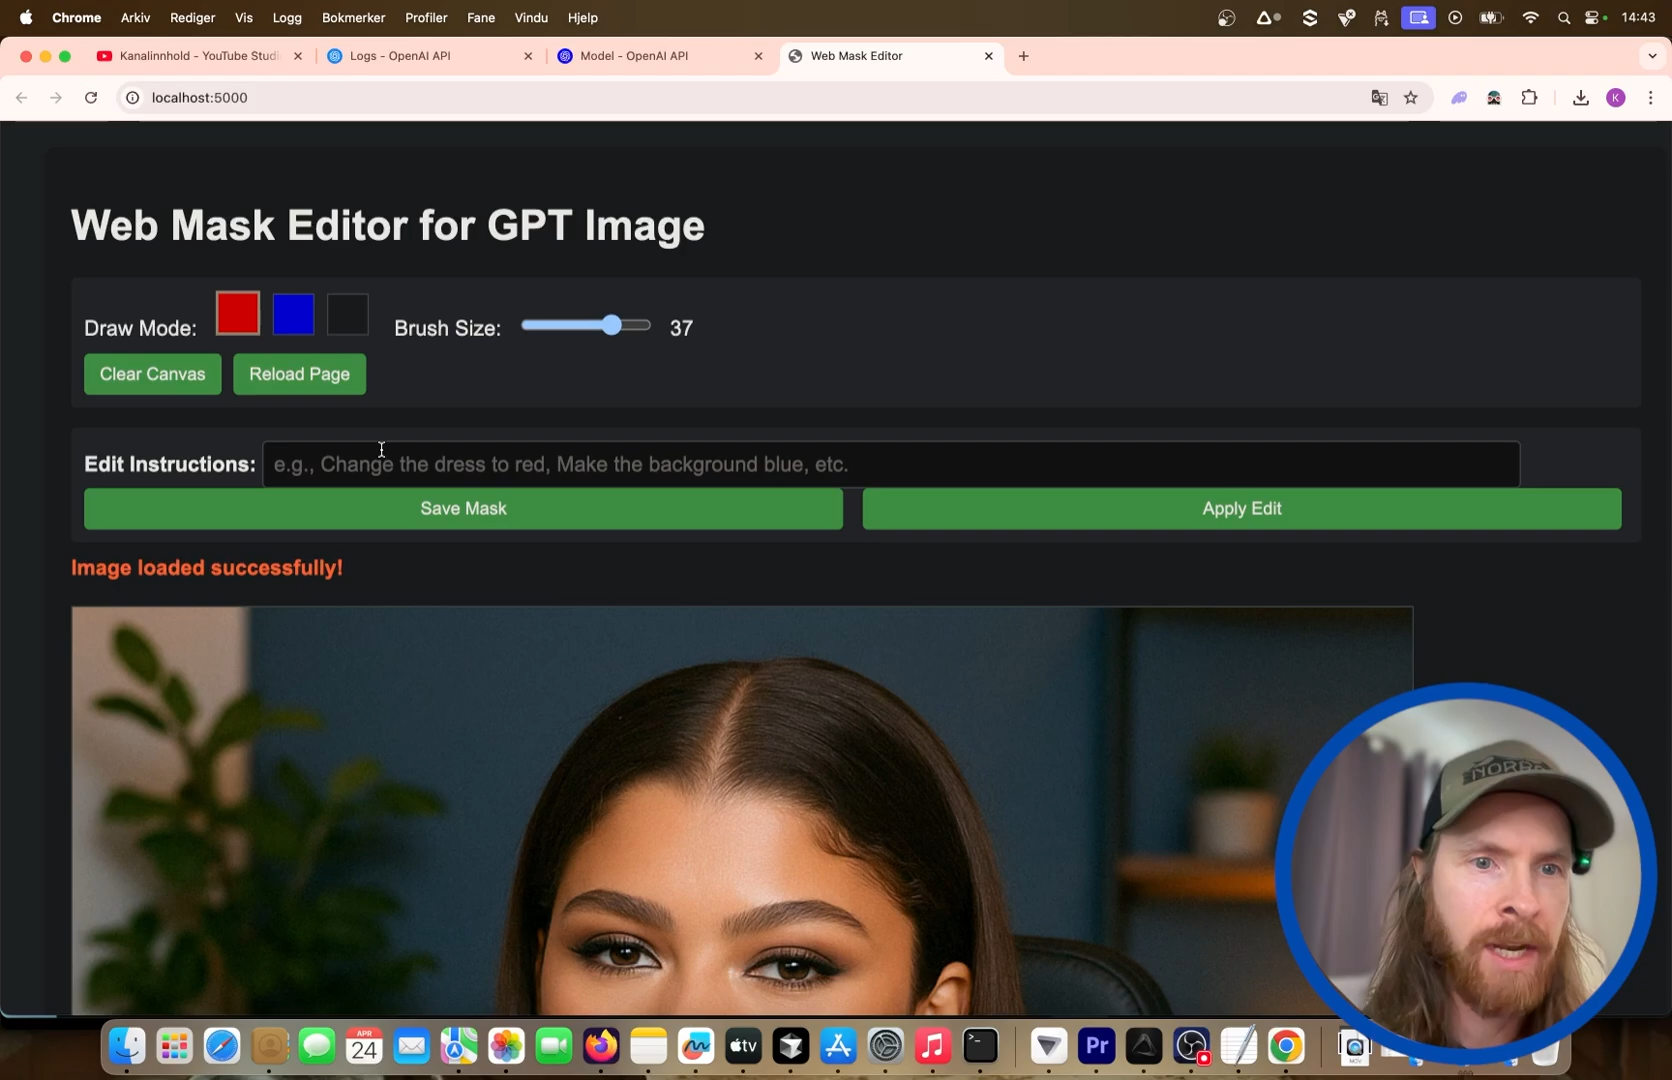 Chrome Arkiv Rediger Vis Logg Bokmerker Profiler Fane Vindu Hjelp 14:43
Kanalinnhold - YouTube Studi Logs - OpenAI API Model - OpenAI API Web Mask Editor
localhost:5000 K
Web Mask Editor for GPT Image
Draw Mode: Brush Size: 37
Clear Canvas Reload Page
Edit Instructions: e.g., Change the dress to red, Make the background blue, etc.
Save Mask Apply Edit
Image loaded successfully!
NORR
APR
24
tv
Pr
MOV